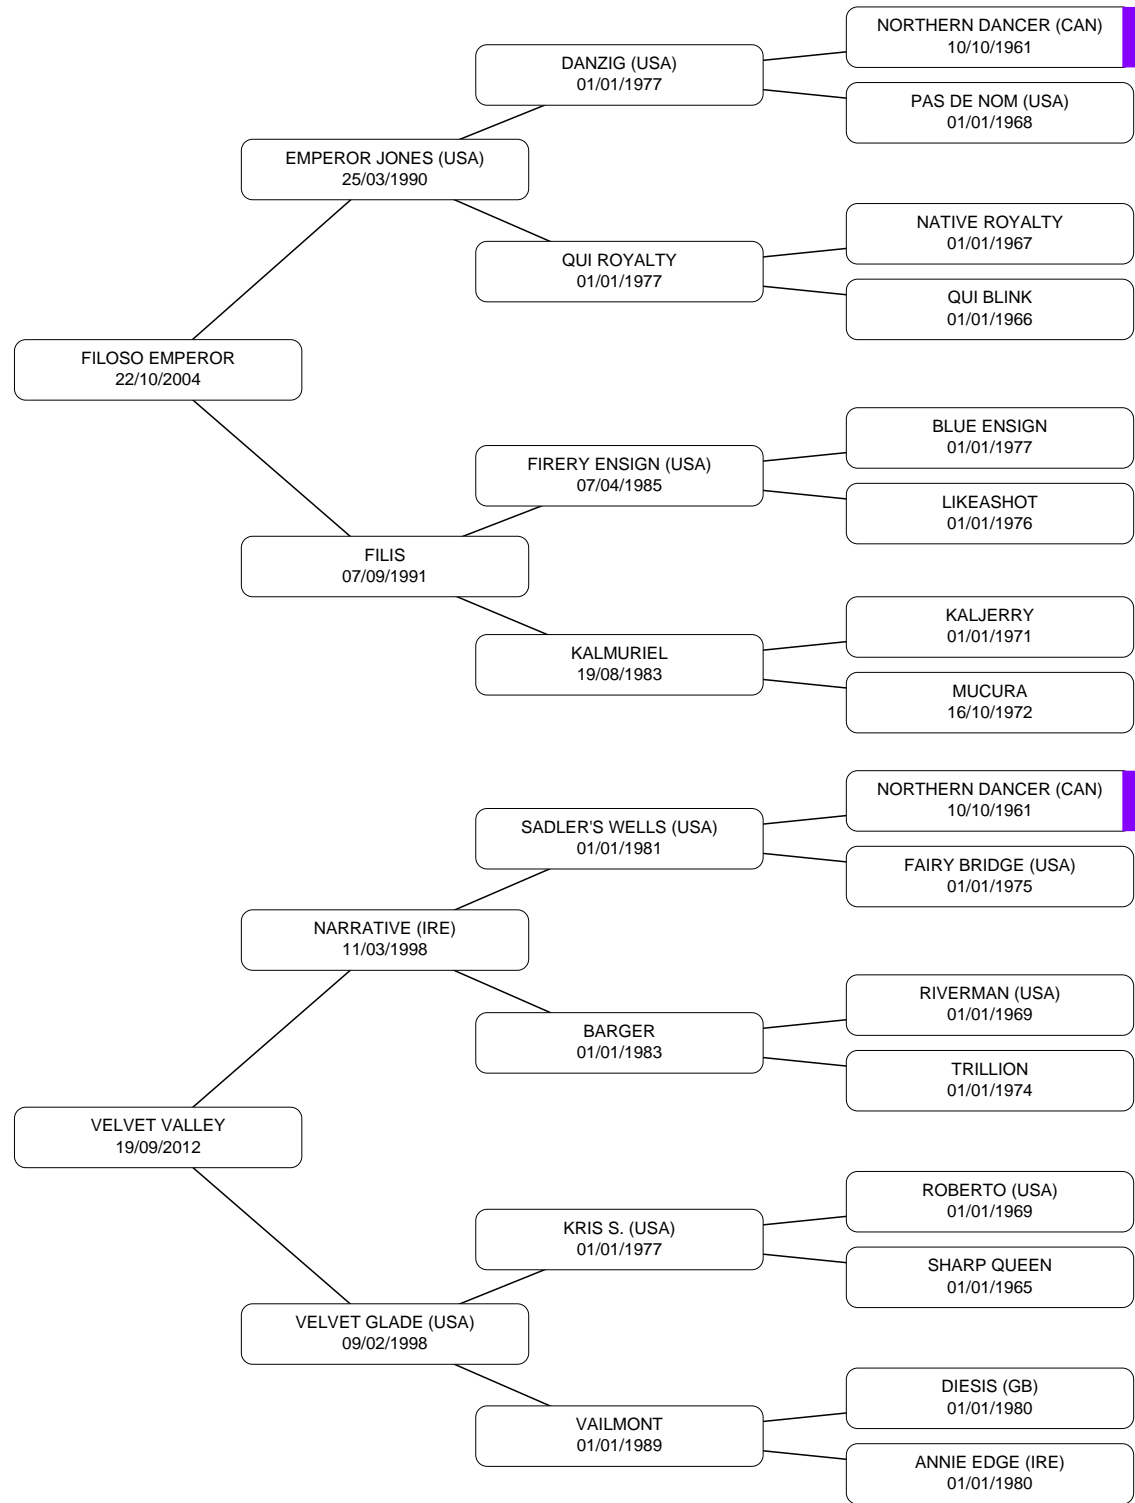 NORTHERN DANCER (CAN)
10/10/1961
DANZIG (USA)
01/01/1977
PAS DE NOM (USA)
01/01/1968
EMPEROR JONES (USA)
25/03/1990
NATIVE ROYALTY
01/01/1967
QUI ROYALTY
01/01/1977
QUI BLINK
01/01/1966
FILOSO EMPEROR
22/10/2004
BLUE ENSIGN
01/01/1977
FIRERY ENSIGN (USA)
07/04/1985
LIKEASHOT
01/01/1976
FILIS
07/09/1991
KALJERRY
01/01/1971
KALMURIEL
19/08/1983
MUCURA
16/10/1972
NORTHERN DANCER (CAN)
10/10/1961
SADLER'S WELLS (USA)
01/01/1981
FAIRY BRIDGE (USA)
01/01/1975
NARRATIVE (IRE)
11/03/1998
RIVERMAN (USA)
01/01/1969
BARGER
01/01/1983
TRILLION
01/01/1974
VELVET VALLEY
19/09/2012
ROBERTO (USA)
01/01/1969
KRIS S. (USA)
01/01/1977
SHARP QUEEN
01/01/1965
VELVET GLADE (USA)
09/02/1998
DIESIS (GB)
01/01/1980
VAILMONT
01/01/1989
ANNIE EDGE (IRE)
01/01/1980